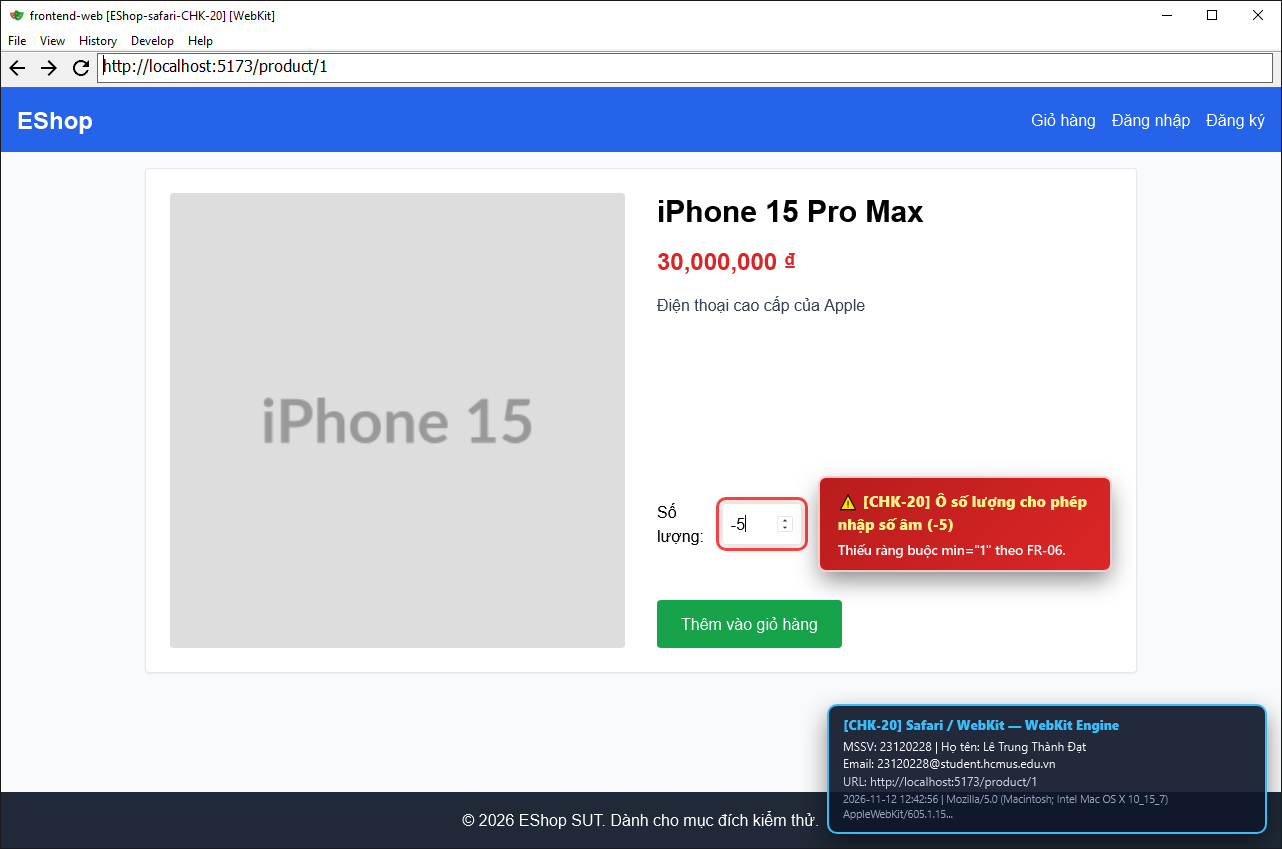 frontend-web [EShop-safari-CHK-20] [WebKit]
File View History Develop Help
http://localhost:5173/product/1
EShop
Giỏ hàng Đăng nhập Đăng ký
iPhone 15
iPhone 15 Pro Max
30,000,000 ₫
Điện thoại cao cấp của Apple
Số
lượng:
-5
⚠ [CHK-20] Ô số lượng cho phép
nhập số âm (-5)
Thiếu ràng buộc min="1" theo FR-06.
Thêm vào giỏ hàng
[CHK-20] Safari / WebKit — WebKit Engine
MSSV: 23120228 | Họ tên: Lê Trung Thành Đạt
Email: 23120228@student.hcmus.edu.vn
URL: http://localhost:5173/product/1
2026-11-12 12:42:56 | Mozilla/5.0 (Macintosh; Intel Mac OS X 10_15_7)
AppleWebKit/605.1.15...
© 2026 EShop SUT. Dành cho mục đích kiểm thử.